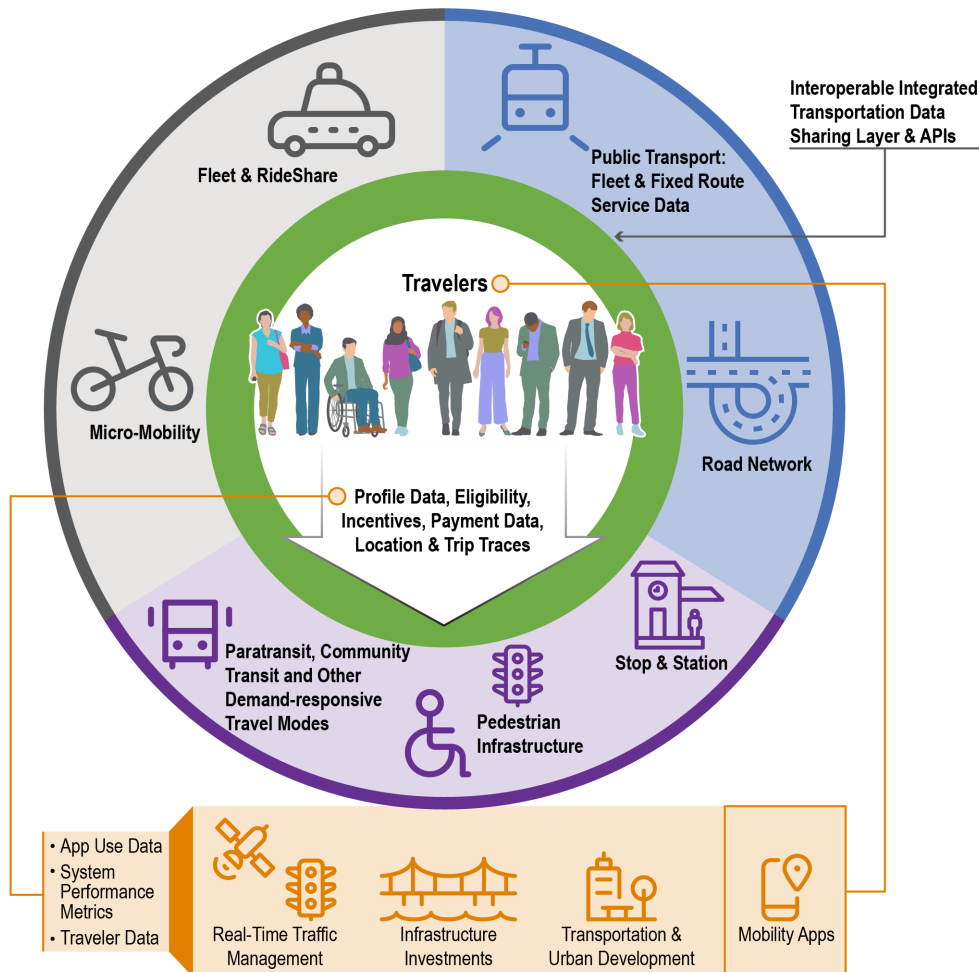 Interoperable Integrated
Transportation Data
Sharing Layer & APIs
Fleet & RideShare
Public Transport:
Fleet & Fixed Route
Service Data
Travelers
Micro-Mobility
Road Network
Profile Data, Eligibility,
Incentives, Payment Data,
Location & Trip Traces
Paratransit, Community
Transit and Other
Demand-responsive
Travel Modes
Pedestrian
Infrastructure
Stop & Station
• App Use Data
• System
Performance
Metrics
• Traveler Data
Real-Time Traffic
Management
Infrastructure
Investments
Transportation &
Urban Development
Mobility Apps